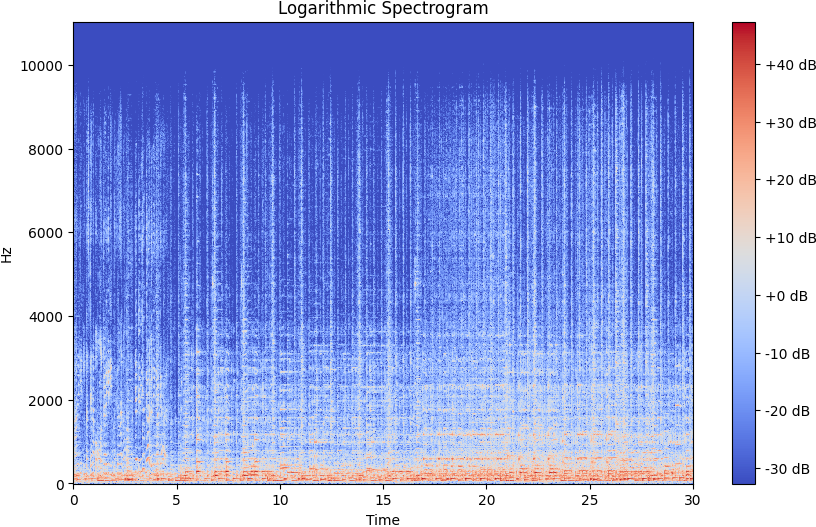 Logarithmic Spectrogram
Hz
10000
8000
6000
4000
2000
0
0 5 10 15 20 25 30
Time
+40 dB
+30 dB
+20 dB
+10 dB
+0 dB
-10 dB
-20 dB
-30 dB